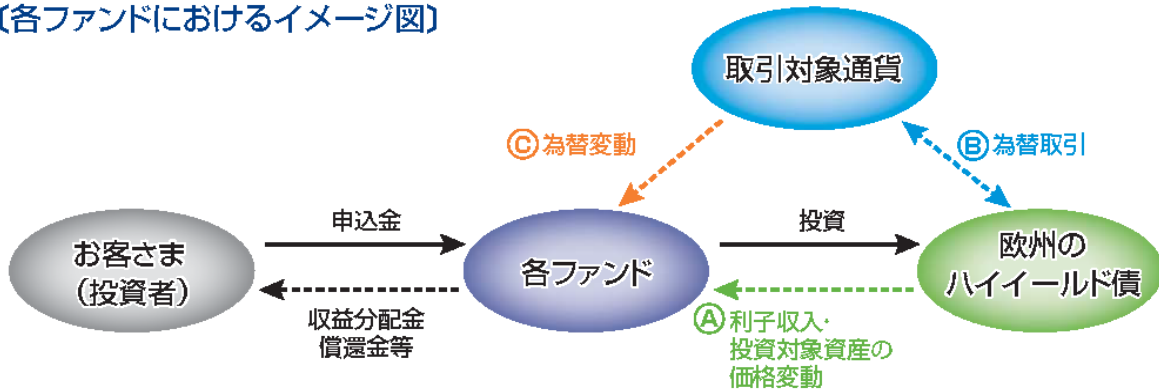 〔各ファンドにおけるイメージ図〕
取引対象通貨
Ⓒ為替変動
Ⓑ為替取引
申込金
投資
お客さま
(投資者)
各ファンド
欧州の
ハイイールド債
収益分配金
償還金等
Ⓐ利子収入・
投資対象資産の
価格変動